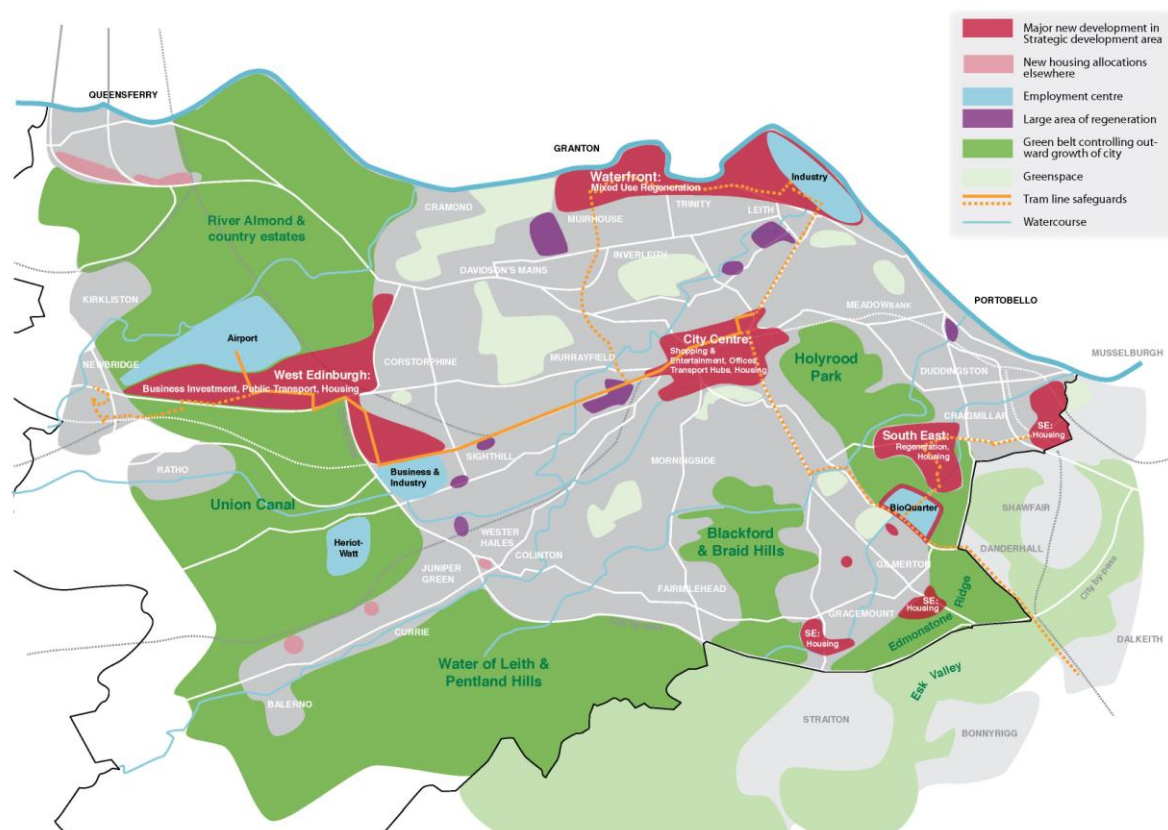 Major new development in
Strategic development area
New housing allocations
elsewhere
Employment centre
Large area of regeneration
Green belt controlling out-
ward growth of city
Greenspace
Tram line safeguards
Watercourse
QUEENSFERRY
GRANTON
Waterfront:
Mixed Use Regeneration
Industry
CRAMOND
MUIRHOUSE
TRINITY
LEITH
River Almond &
country estates
INVERLEITH
DAVIDSON'S MAINS
KIRKLISTON
MEADOWBANK
PORTOBELLO
Airport
City Centre:
Shopping &
Entertainment, Offices,
Transport Hubs, Housing
MUSSELBURGH
NEWBRIDGE
CORSTORPHINE
MURRAYFIELD
Holyrood
Park
West Edinburgh:
Business Investment, Public Transport, Housing
DUDDINGSTON
CRAIGMILLAR
SE:
Housing
South East:
Regeneration,
Housing
SIGHTHILL
MORNINGSIDE
RATHO
Business &
Industry
Union Canal
BioQuarter
SHAWFAIR
Heriot-
Watt
WESTER
HAILES
COLINTON
Blackford
& Braid Hills
DANDERHALL
JUNIPER
GREEN
GILMERTON
City by-pass
FAIRMILEHEAD
SE:
Housing
GRACEMOUNT
CURRIE
SE:
Housing
Edmonstone Ridge
DALKEITH
Water of Leith &
Pentland Hills
Esk Valley
BALERNO
STRAITON
BONNYRIGG